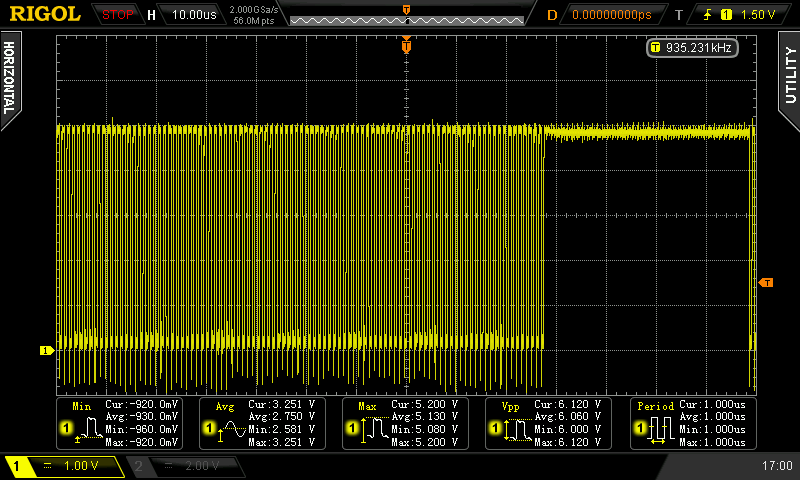 RIGOL STOP H 10.00us 2.000GSa/s 56.0M pts D 0.00000000ps T 1 1.50 V
HORIZONTAL
T
T
T 935.231kHz
UTILITY
T
1
Min Cur:-920.0mV
Avg:-930.0mV
1 Min:-960.0mV
Max:-920.0mV
Avg Cur:3.251 V
Avg:2.750 V
1 Min:2.581 V
Max:3.251 V
Max Cur:5.200 V
Avg:5.130 V
1 Min:5.080 V
Max:5.200 V
Vpp Cur:6.120 V
Avg:6.060 V
1 Min:6.000 V
Max:6.120 V
Period Cur:1.000us
Avg:1.000us
1 Min:1.000us
Max:1.000us
1 1.00 V 2 2.00 V 17:00